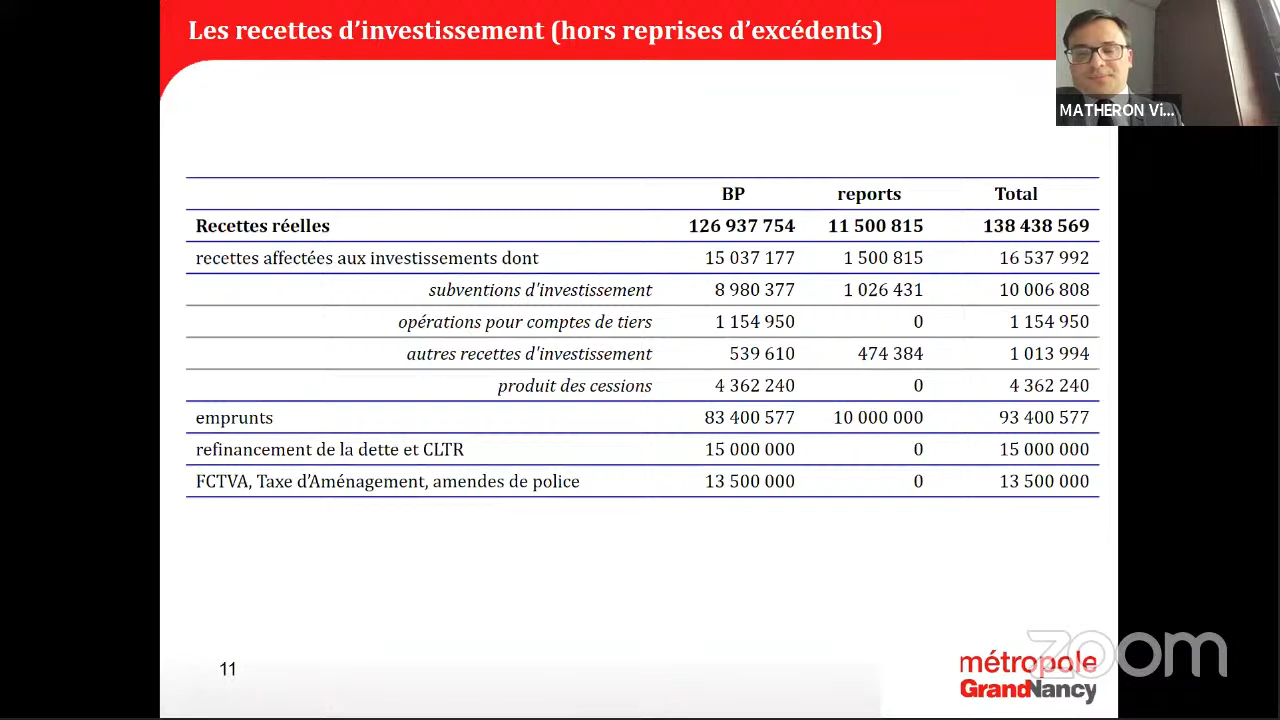 Les recettes d'investissement (hors reprises d'excédents)
MATHERON Vi...
BP reports Total
Recettes réelles 126 937 754 11 500 815 138 438 569
recettes affectées aux investissements dont 15 037 177 1 500 815 16 537 992
subventions d'investissement 8 980 377 1 026 431 10 006 808
opérations pour comptes de tiers 1 154 950 0 1 154 950
autres recettes d'investissement 539 610 474 384 1 013 994
produit des cessions 4 362 240 0 4 362 240
emprunts 83 400 577 10 000 000 93 400 577
refinancement de la dette et CLTR 15 000 000 0 15 000 000
FCTVA, Taxe d'Aménagement, amendes de police 13 500 000 0 13 500 000
11
métropole
GrandNancy
zoom